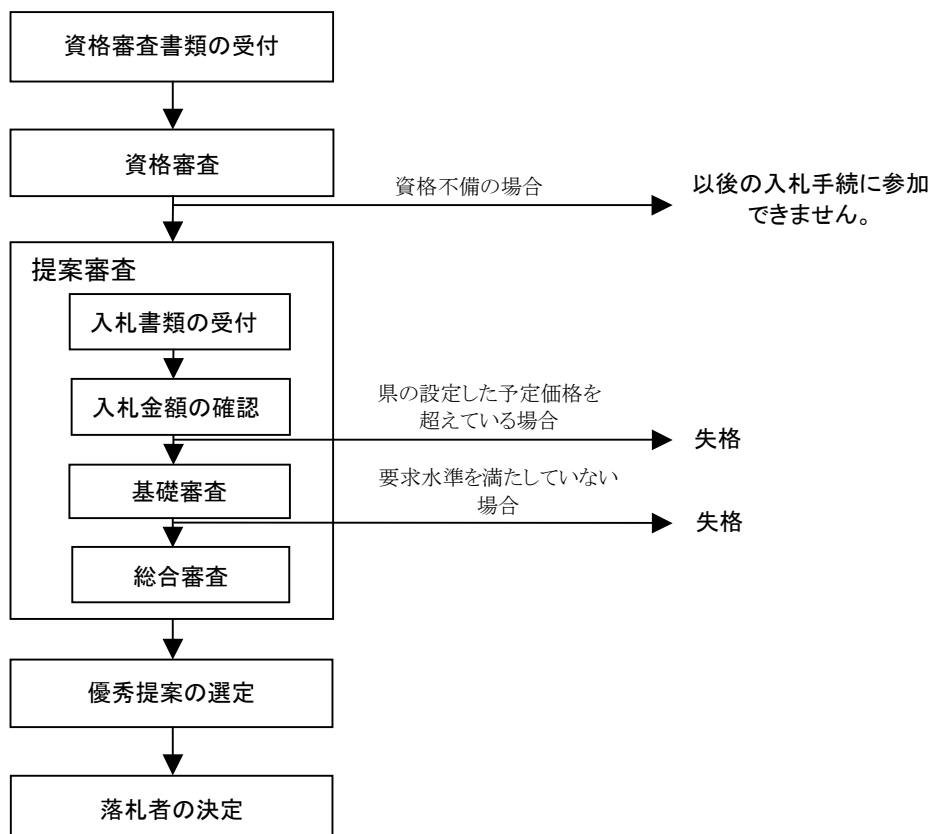 資格審査書類の受付
資格審査
資格不備の場合
以後の入札手続に参加
できません。
提案審査
入札書類の受付
入札金額の確認
県の設定した予定価格を
超えている場合
失格
基礎審査
要求水準を満たしていない
場合
失格
総合審査
優秀提案の選定
落札者の決定